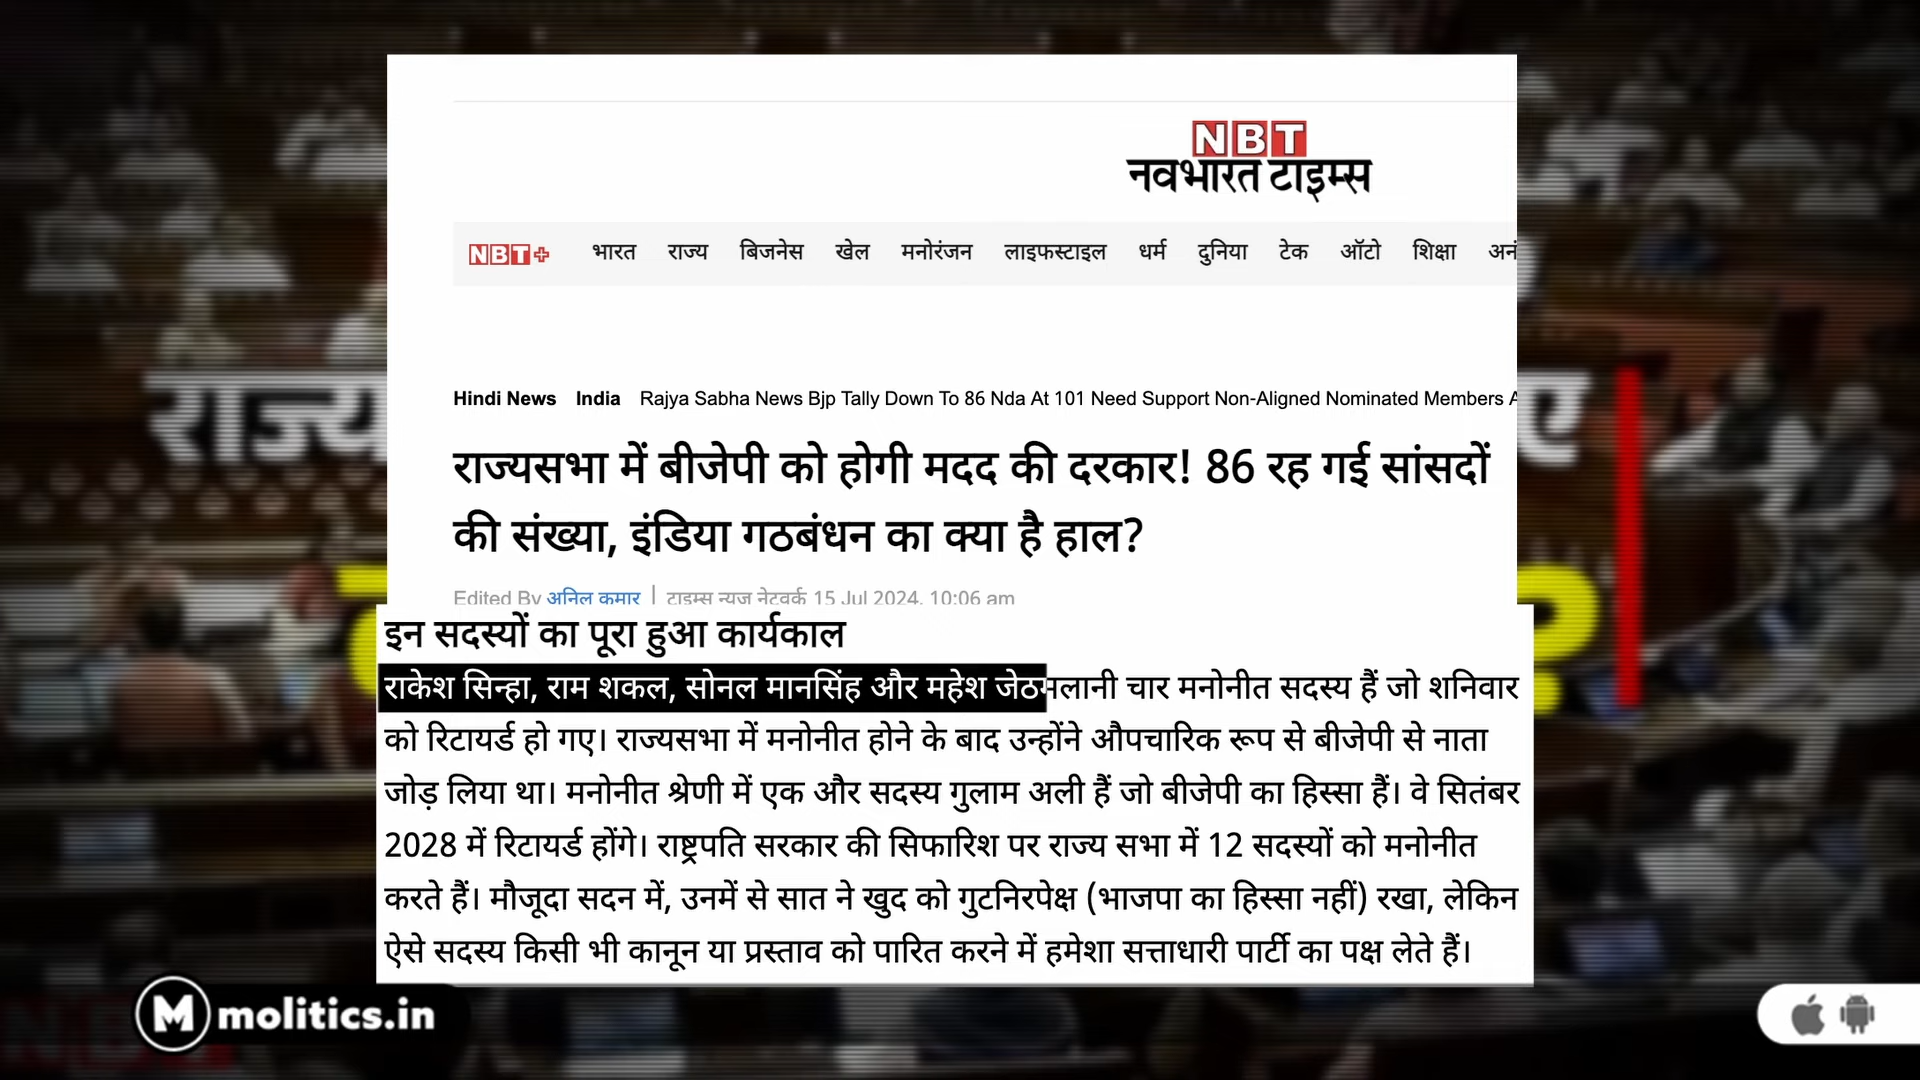 NBT
नवभारत टाइम्स
NBT+ भारत राज्य बिजनेस खेल मनोरंजन लाइफस्टाइल धर्म दुनिया टेक ऑटो शिक्षा
Hindi News India Rajya Sabha News Bjp Tally Down To 86 Nda At 101 Need Support Non-Aligned Nominated Members
राज्यसभा में बीजेपी को होगी मदद की दरकार! 86 रह गई सांसदों
की संख्या, इंडिया गठबंधन का क्या है हाल?
Edited By अनिल कुमार | टाइम्स न्यूज नेटवर्क 15 Jul 2024, 10:06 am
इन सदस्यों का पूरा हुआ कार्यकाल
राकेश सिन्हा, राम शकल, सोनल मानसिंह और महेश जेठमलानी चार मनोनीत सदस्य हैं जो शनिवार
को रिटायर्ड हो गए। राज्यसभा में मनोनीत होने के बाद उन्होंने औपचारिक रूप से बीजेपी से नाता
जोड़ लिया था। मनोनीत श्रेणी में एक और सदस्य गुलाम अली हैं जो बीजेपी का हिस्सा हैं। वे सितंबर
2028 में रिटायर्ड होंगे। राष्ट्रपति सरकार की सिफारिश पर राज्य सभा में 12 सदस्यों को मनोनीत
करते हैं। मौजूदा सदन में, उनमें से सात ने खुद को गुटनिरपेक्ष (भाजपा का हिस्सा नहीं) रखा, लेकिन
ऐसे सदस्य किसी भी कानून या प्रस्ताव को पारित करने में हमेशा सत्ताधारी पार्टी का पक्ष लेते हैं।
M molitics.in